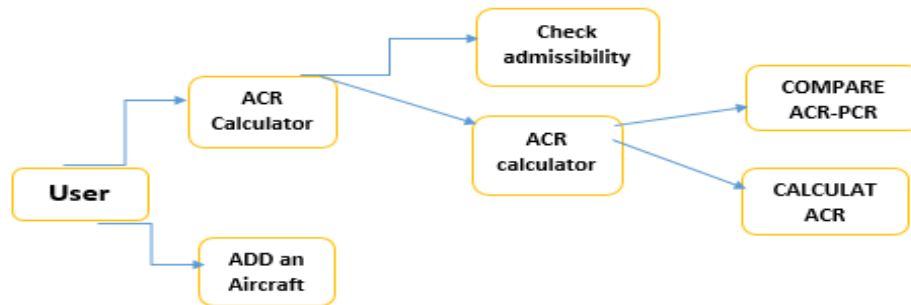 Check
admissibility
ACR
Calculator
COMPARE
ACR-PCR
ACR
calculator
User
CALCULAT
ACR
ADD an
Aircraft